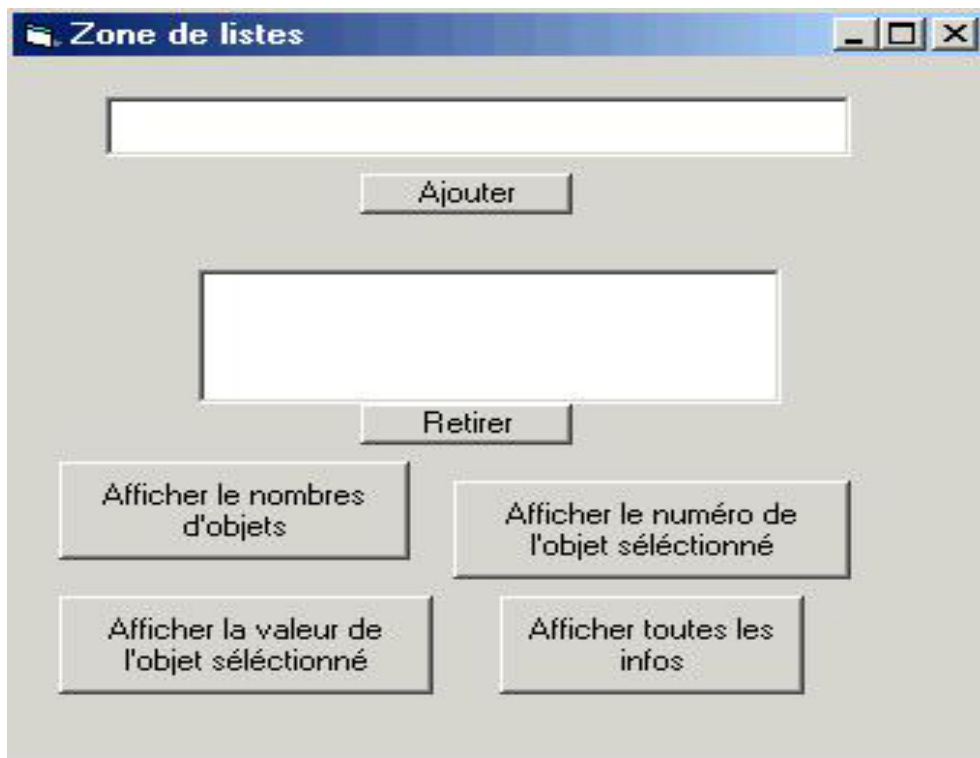 Zone de listes
Ajouter
Retirer
Afficher le nombres
d'objets
Afficher le numéro de
l'objet séléctionné
Afficher la valeur de
l'objet séléctionné
Afficher toutes les
infos